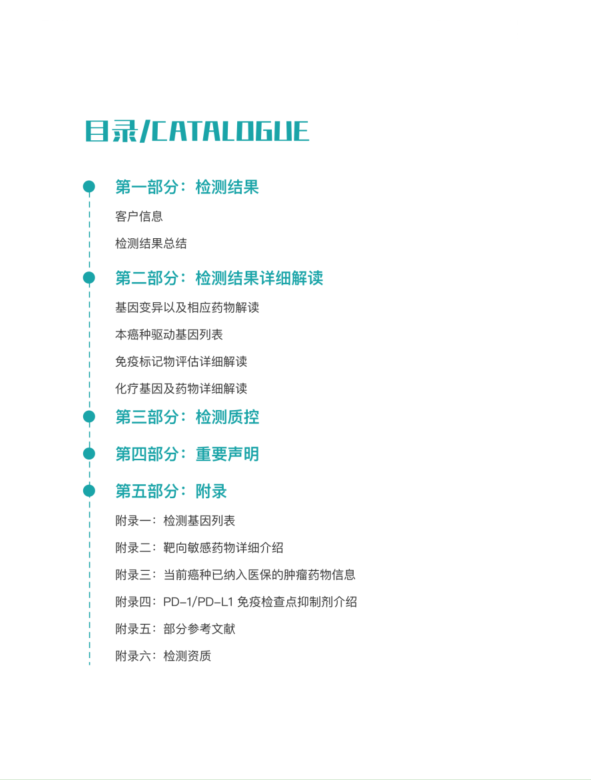 目录/CATALOGUE
第一部分：检测结果
客户信息
检测结果总结
第二部分：检测结果详细解读
基因变异以及相应药物解读
本癌种驱动基因列表
免疫标记物评估详细解读
化疗基因及药物详细解读
第三部分：检测质控
第四部分：重要声明
第五部分：附录
附录一：检测基因列表
附录二：靶向敏感药物详细介绍
附录三：当前癌种已纳入医保的肿瘤药物信息
附录四：PD-1/PD-L1 免疫检查点抑制剂介绍
附录五：部分参考文献
附录六：检测资质